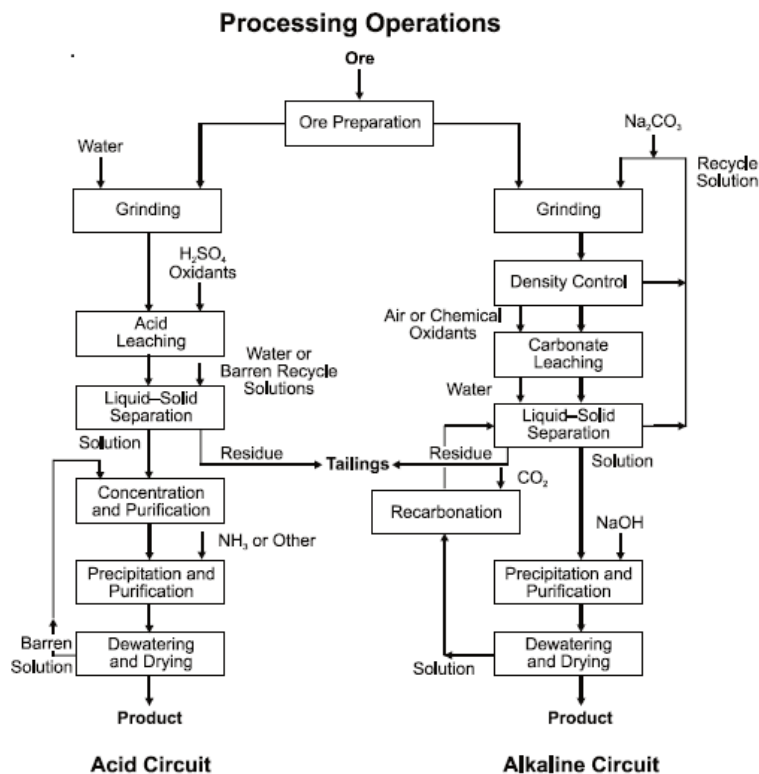 Processing Operations
Ore
Ore Preparation
Water
Na₂CO₃
Recycle
Solution
Grinding
Grinding
H₂SO₄
Oxidants
Density Control
Air or Chemical
Oxidants
Acid
Leaching
Carbonate
Leaching
Water or
Barren Recycle
Solutions
Water
Liquid–Solid
Separation
Liquid–Solid
Separation
Solution
Residue
Tailings
Residue
Solution
CO₂
Concentration
and Purification
Recarbonation
NaOH
NH₃ or Other
Precipitation and
Purification
Precipitation and
Purification
Barren
Solution
Dewatering
and Drying
Solution
Dewatering
and Drying
Product
Product
Acid Circuit
Alkaline Circuit